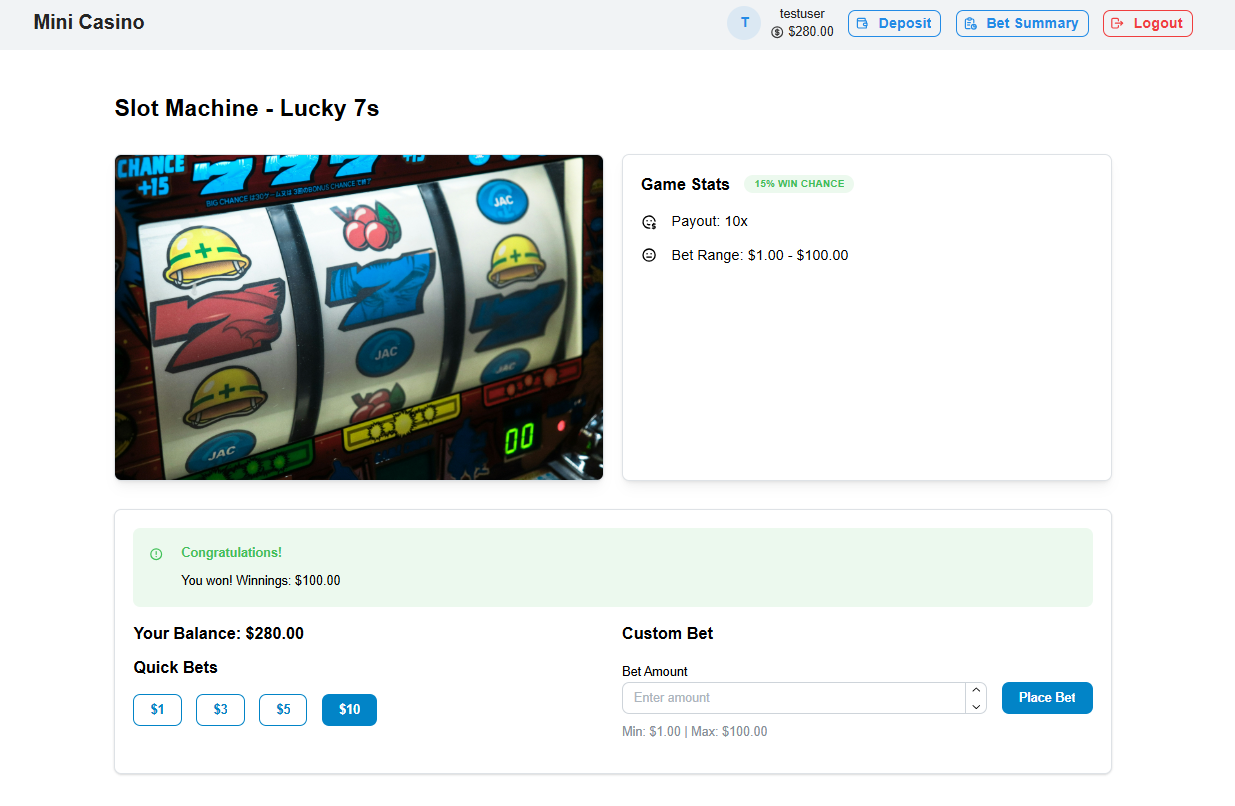 Mini Casino
T
testuser
$280.00
Deposit
Bet Summary
Logout
Slot Machine - Lucky 7s
CHANCE
+15
777
+15
BIG CHANCE
BONUS CHANCE
JAC
JAC
JAC
JAC
00
Game Stats
15% WIN CHANCE
Payout: 10x
Bet Range: $1.00 - $100.00
Congratulations!
You won! Winnings: $100.00
Your Balance: $280.00
Quick Bets
$1
$3
$5
$10
Custom Bet
Bet Amount
Enter amount
Place Bet
Min: $1.00 | Max: $100.00